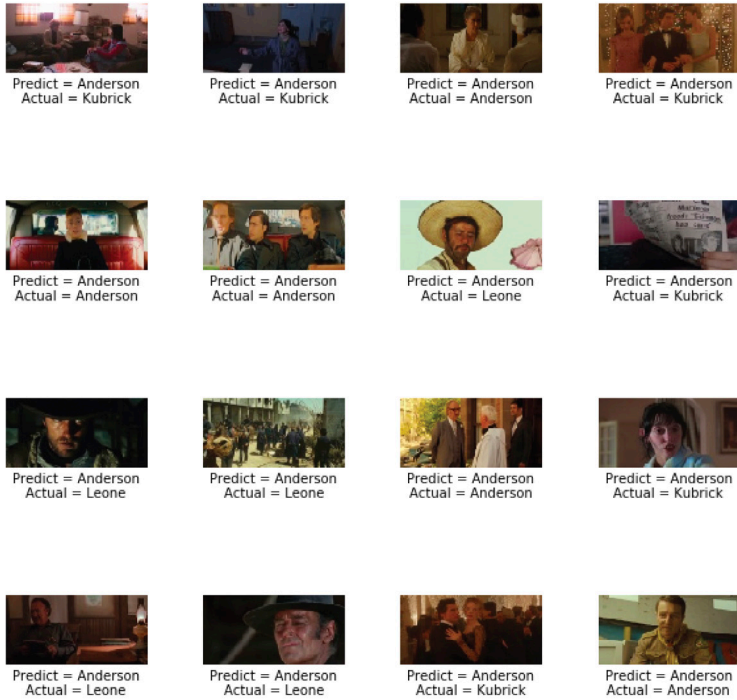 Predict = Anderson
Actual = Kubrick
Predict = Anderson
Actual = Kubrick
Predict = Anderson
Actual = Anderson
Predict = Anderson
Actual = Kubrick
Predict = Anderson
Actual = Anderson
Predict = Anderson
Actual = Anderson
Predict = Anderson
Actual = Leone
Predict = Anderson
Actual = Kubrick
Predict = Anderson
Actual = Leone
Predict = Anderson
Actual = Leone
Predict = Anderson
Actual = Anderson
Predict = Anderson
Actual = Kubrick
Predict = Anderson
Actual = Leone
Predict = Anderson
Actual = Leone
Predict = Anderson
Actual = Kubrick
Predict = Anderson
Actual = Anderson